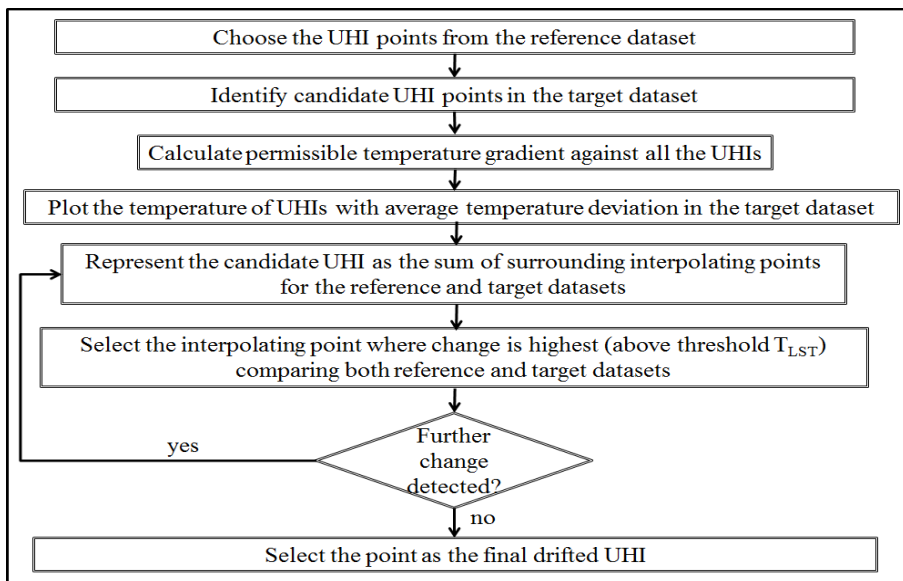 Choose the UHI points from the reference dataset
Identify candidate UHI points in the target dataset
Calculate permissible temperature gradient against all the UHIs
Plot the temperature of UHIs with average temperature deviation in the target dataset
Represent the candidate UHI as the sum of surrounding interpolating points
for the reference and target datasets
Select the interpolating point where change is highest (above threshold T_LST)
comparing both reference and target datasets
yes
Further
change
detected?
no
Select the point as the final drifted UHI